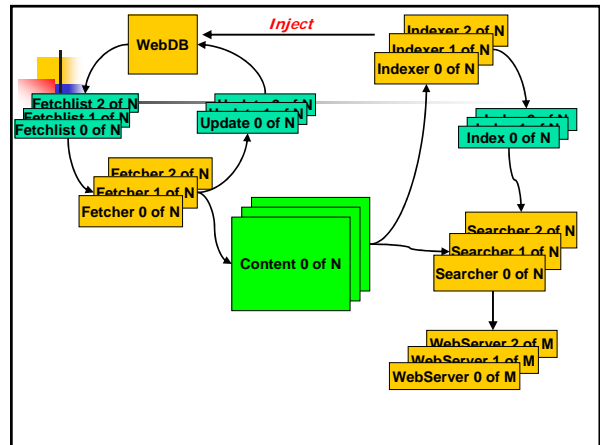 Inject
WebDB
Indexer 2 of N
Indexer 1 of N
Indexer 0 of N
Fetchlist 2 of N
Fetchlist 1 of N
Fetchlist 0 of N
Update 0 of N
Index 0 of N
Fetcher 2 of N
Fetcher 1 of N
Fetcher 0 of N
Content 0 of N
Searcher 2 of N
Searcher 1 of N
Searcher 0 of N
WebServer 2 of M
WebServer 1 of M
WebServer 0 of M